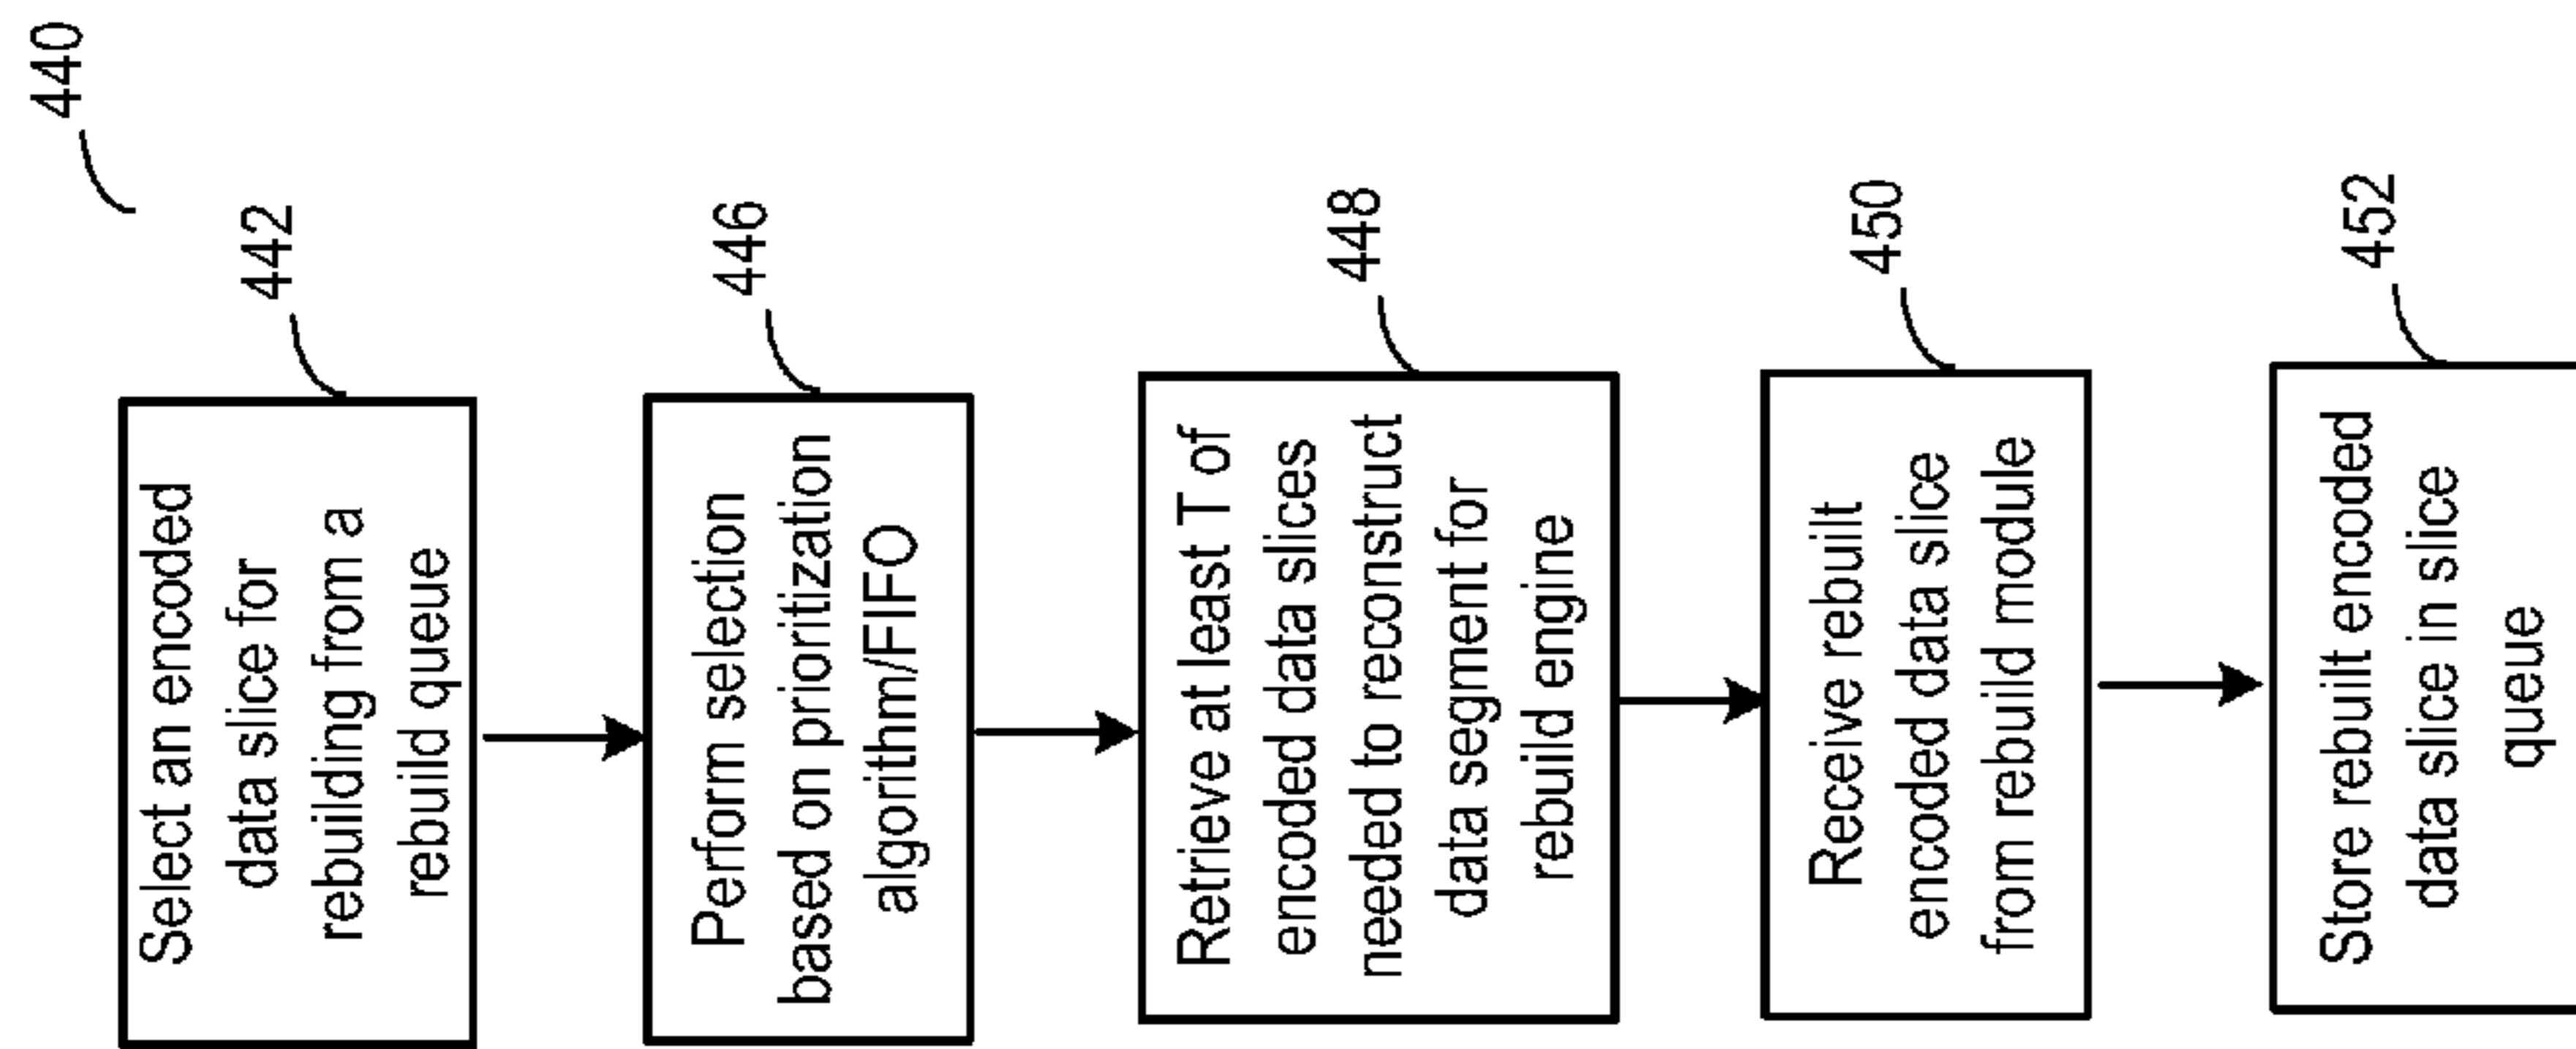 440
442
Select an encoded
data slice for
rebuilding from a
rebuild queue
446
Perform selection
based on prioritization
algorithm/FIFO
448
Retrieve at least T of
encoded data slices
needed to reconstruct
data segment for
rebuild engine
450
Receive rebuilt
encoded data slice
from rebuild module
452
Store rebuilt encoded
data slice in slice
queue